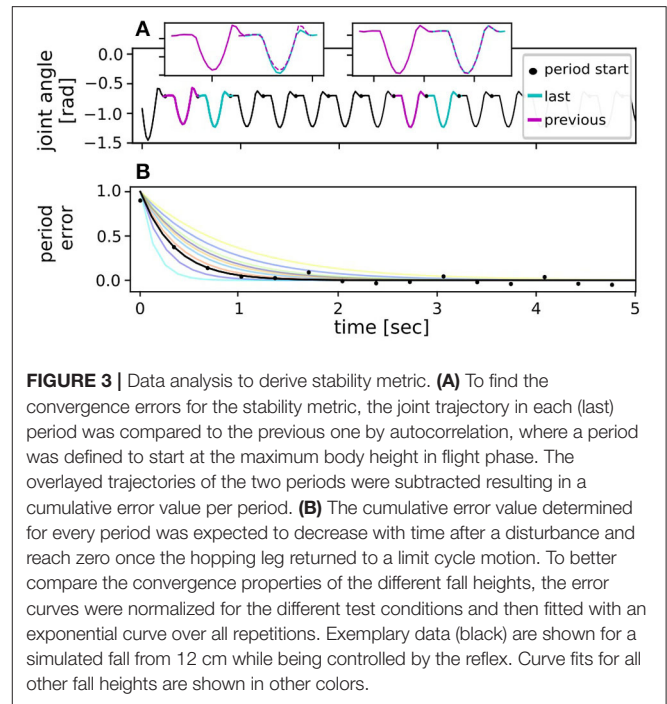 A
0.0
−0.5
−1.0
−1.5
joint angle
[rad]
period start
last
previous
B
1.0
0.5
0.0
period
error
0 1 2 3 4 5
time [sec]
FIGURE 3 | Data analysis to derive stability metric. (A) To find the
convergence errors for the stability metric, the joint trajectory in each (last)
period was compared to the previous one by autocorrelation, where a period
was defined to start at the maximum body height in flight phase. The
overlayed trajectories of the two periods were subtracted resulting in a
cumulative error value per period. (B) The cumulative error value determined
for every period was expected to decrease with time after a disturbance and
reach zero once the hopping leg returned to a limit cycle motion. To better
compare the convergence properties of the different fall heights, the error
curves were normalized for the different test conditions and then fitted with an
exponential curve over all repetitions. Exemplary data (black) are shown for a
simulated fall from 12 cm while being controlled by the reflex. Curve fits for all
other fall heights are shown in other colors.